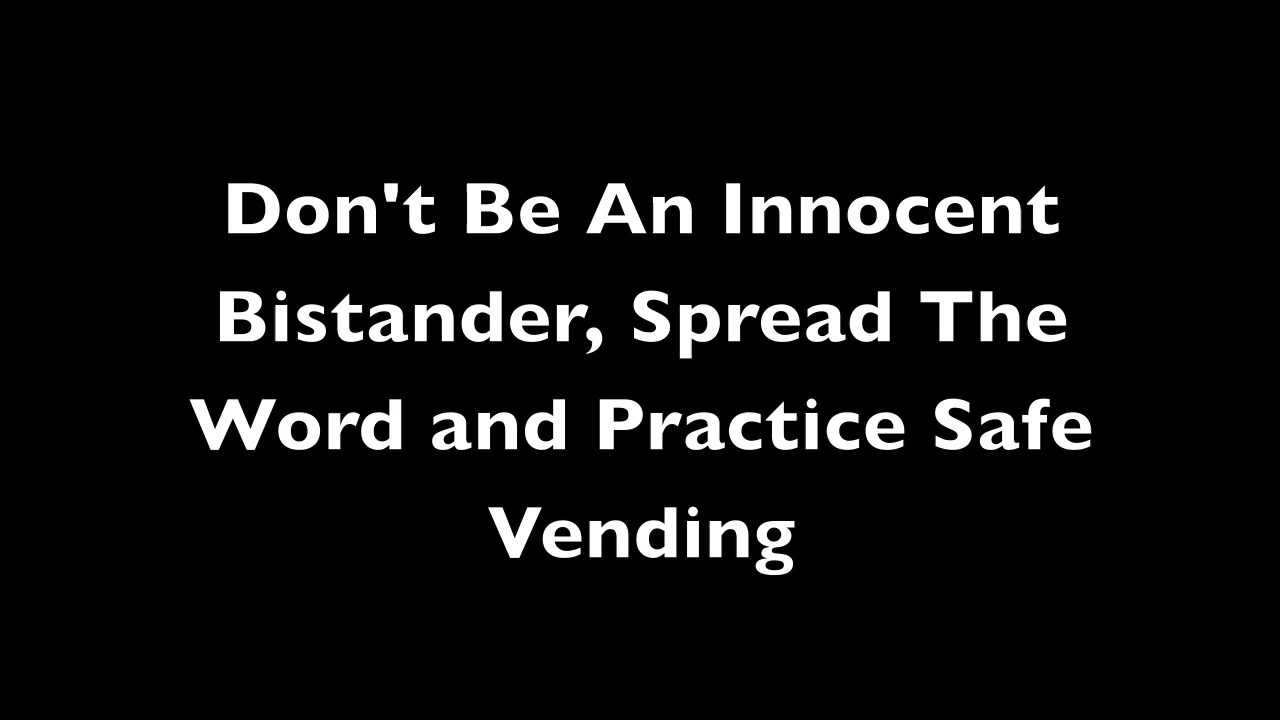 Don't Be An Innocent
Bistander, Spread The
Word and Practice Safe
Vending